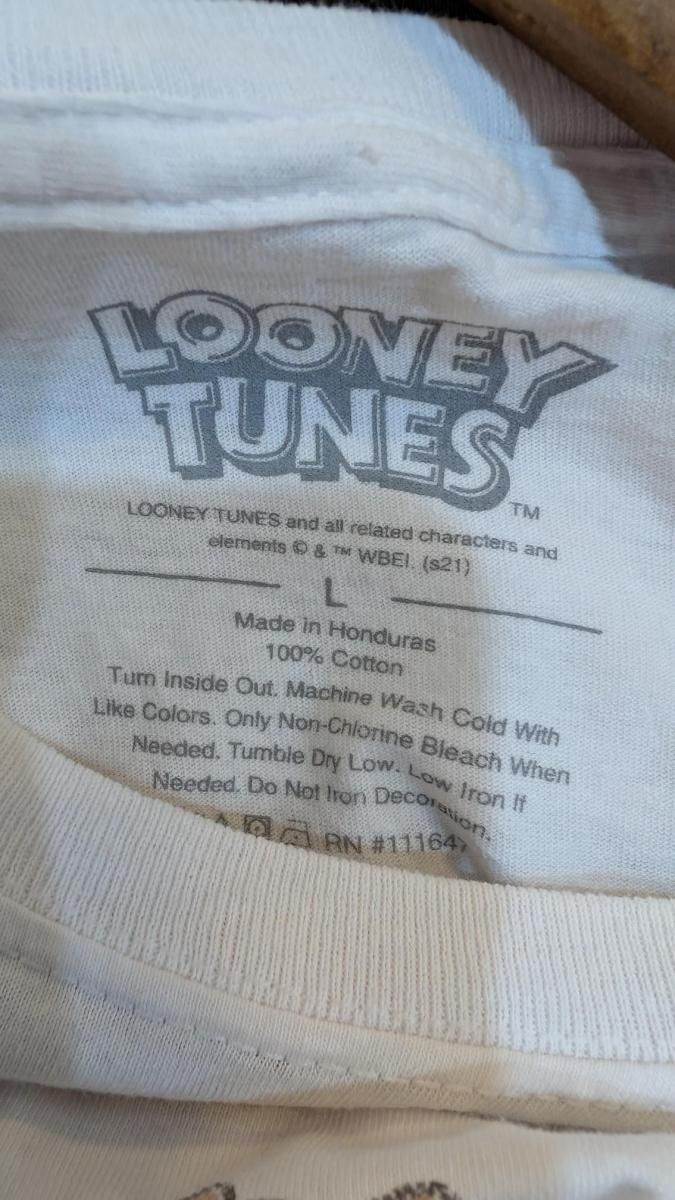 LOONEY
TUNES
TM
LOONEY TUNES and all related characters and
elements © & ™ WBEI. (s21)
L
Made in Honduras
100% Cotton
Turn Inside Out. Machine Wash Cold With
Like Colors. Only Non-Chlorine Bleach When
Needed. Tumble Dry Low. Low Iron If
Needed. Do Not Iron Decoration.
RN #111647